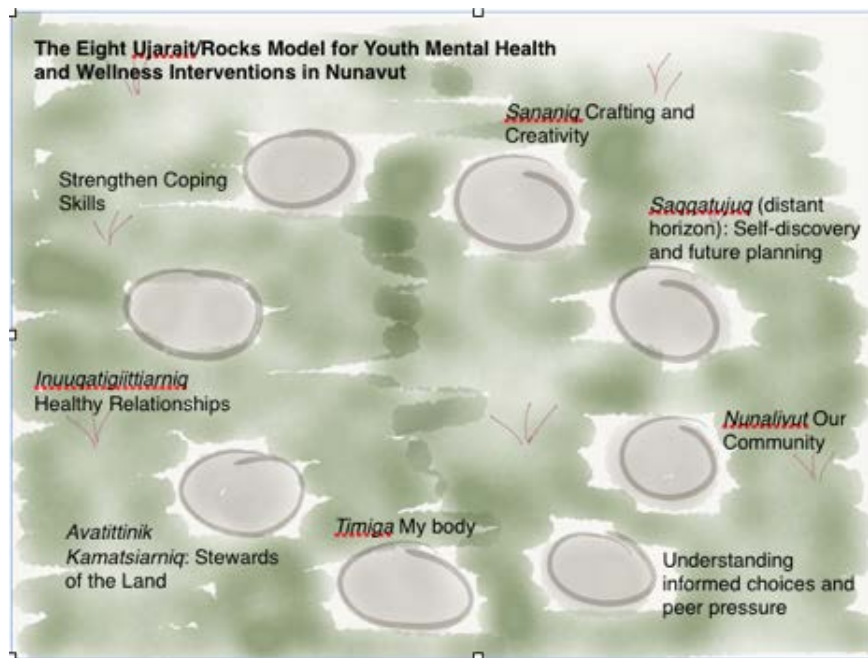 The Eight Ujarait/Rocks Model for Youth Mental Health
and Wellness Interventions in Nunavut
Sananiq Crafting and
Creativity
Strengthen Coping
Skills
Saqqatujuq (distant
horizon): Self-discovery
and future planning
Inuuqatigiittiarniq
Healthy Relationships
Nunalivut Our
Community
Avatittinik
Kamatsiarniq: Stewards
of the Land
Timiga My body
Understanding
informed choices and
peer pressure